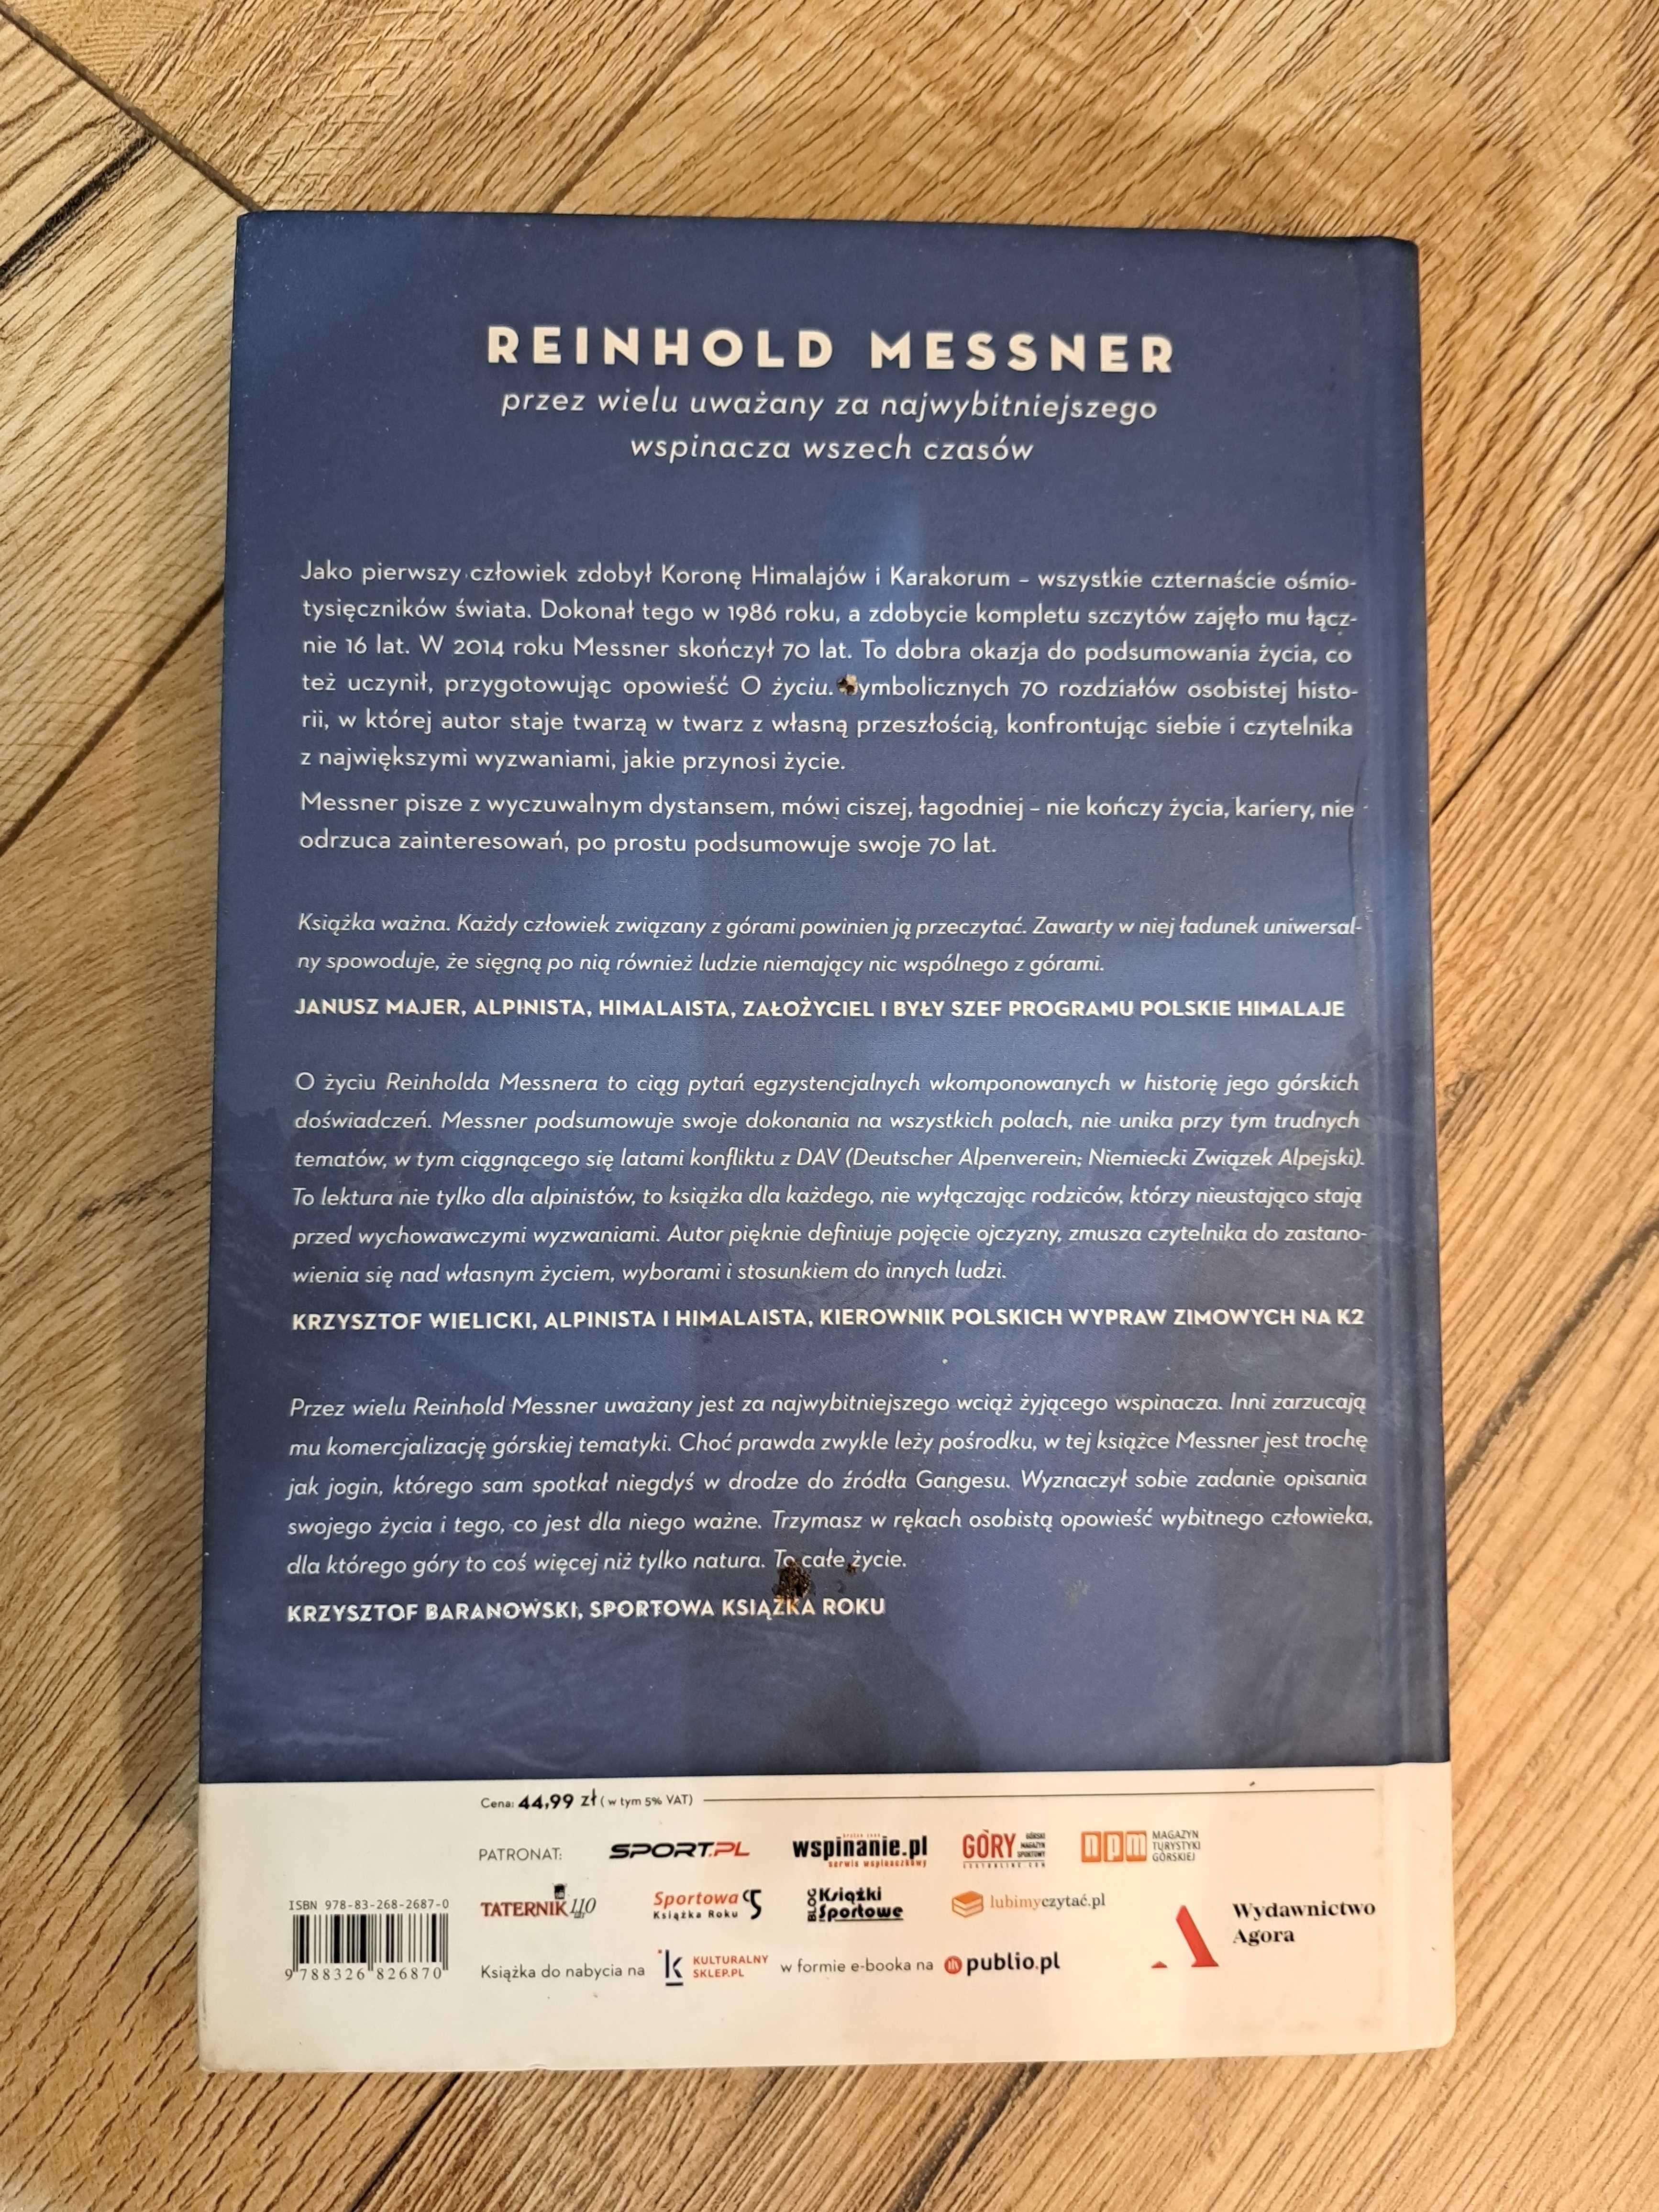 REINHOLD MESSNER
przez wielu uważany za najwybitniejszego
wspinacza wszech czasów
Jako pierwszy człowiek zdobył Koronę Himalajów i Karakorum – wszystkie czternaście ośmio-
tysięczników świata. Dokonał tego w 1986 roku, a zdobycie kompletu szczytów zajęło mu łącz-
nie 16 lat. W 2014 roku Messner skończył 70 lat. To dobra okazja do podsumowania życia, co
też uczynił, przygotowując opowieść O życiu. ymbolicznych 70 rozdziałów osobistej histo-
rii, w której autor staje twarzą w twarz z własną przeszłością, konfrontując siebie i czytelnika
z największymi wyzwaniami, jakie przynosi życie.
Messner pisze z wyczuwalnym dystansem, mówi ciszej, łagodniej – nie kończy życia, kariery, nie
odrzuca zainteresowań, po prostu podsumowuje swoje 70 lat.
Książka ważna. Każdy człowiek związany z górami powinien ją przeczytać. Zawarty w niej ładunek uniwersal-
ny spowoduje, że sięgną po nią również ludzie niemający nic wspólnego z górami.
JANUSZ MAJER, ALPINISTA, HIMALAISTA, ZAŁOŻYCIEL I BYŁY SZEF PROGRAMU POLSKIE HIMALAJE
O życiu Reinholda Messnera to ciąg pytań egzystencjalnych wkomponowanych w historię jego górskich
doświadczeń. Messner podsumowuje swoje dokonania na wszystkich polach, nie unika przy tym trudnych
tematów, w tym ciągnącego się latami konfliktu z DAV (Deutscher Alpenverein; Niemiecki Związek Alpejski).
To lektura nie tylko dla alpinistów, to książka dla każdego, nie wyłączając rodziców, którzy nieustająco stają
przed wychowawczymi wyzwaniami. Autor pięknie definiuje pojęcie ojczyzny, zmusza czytelnika do zastano-
wienia się nad własnym życiem, wyborami i stosunkiem do innych ludzi.
KRZYSZTOF WIELICKI, ALPINISTA I HIMALAISTA, KIEROWNIK POLSKICH WYPRAW ZIMOWYCH NA K2
Przez wielu Reinhold Messner uważany jest za najwybitniejszego wciąż żyjącego wspinacza. Inni zarzucają
mu komercjalizację górskiej tematyki. Choć prawda zwykle leży pośrodku, w tej książce Messner jest trochę
jak jogin, którego sam spotkał niegdyś w drodze do źródła Gangesu. Wyznaczył sobie zadanie opisania
swojego życia i tego, co jest dla niego ważne. Trzymasz w rękach osobistą opowieść wybitnego człowieka,
dla którego góry to coś więcej niż tylko natura. To całe życie.
KRZYSZTOF BARANOWSKI, SPORTOWA KSIĄŻKA ROKU
Cena: 44,99 zł (w tym 5% VAT)
PATRONAT: SPORT.PL wspinanie.pl serwis wspinaczkowy GÓRY GÓRSKI MAGAZYN SPORTOWY npm MAGAZYN TURYSTYKI GÓRSKIEJ
ISBN 978-83-268-2687-0
9 788326 826870
TATERNIK 110 Sportowa Książka Roku BLOG Książki Sportowe lubimyczytać.pl
Wydawnictwo
Agora
Książka do nabycia na KULTURALNY SKLEP.PL w formie e-booka na publio.pl